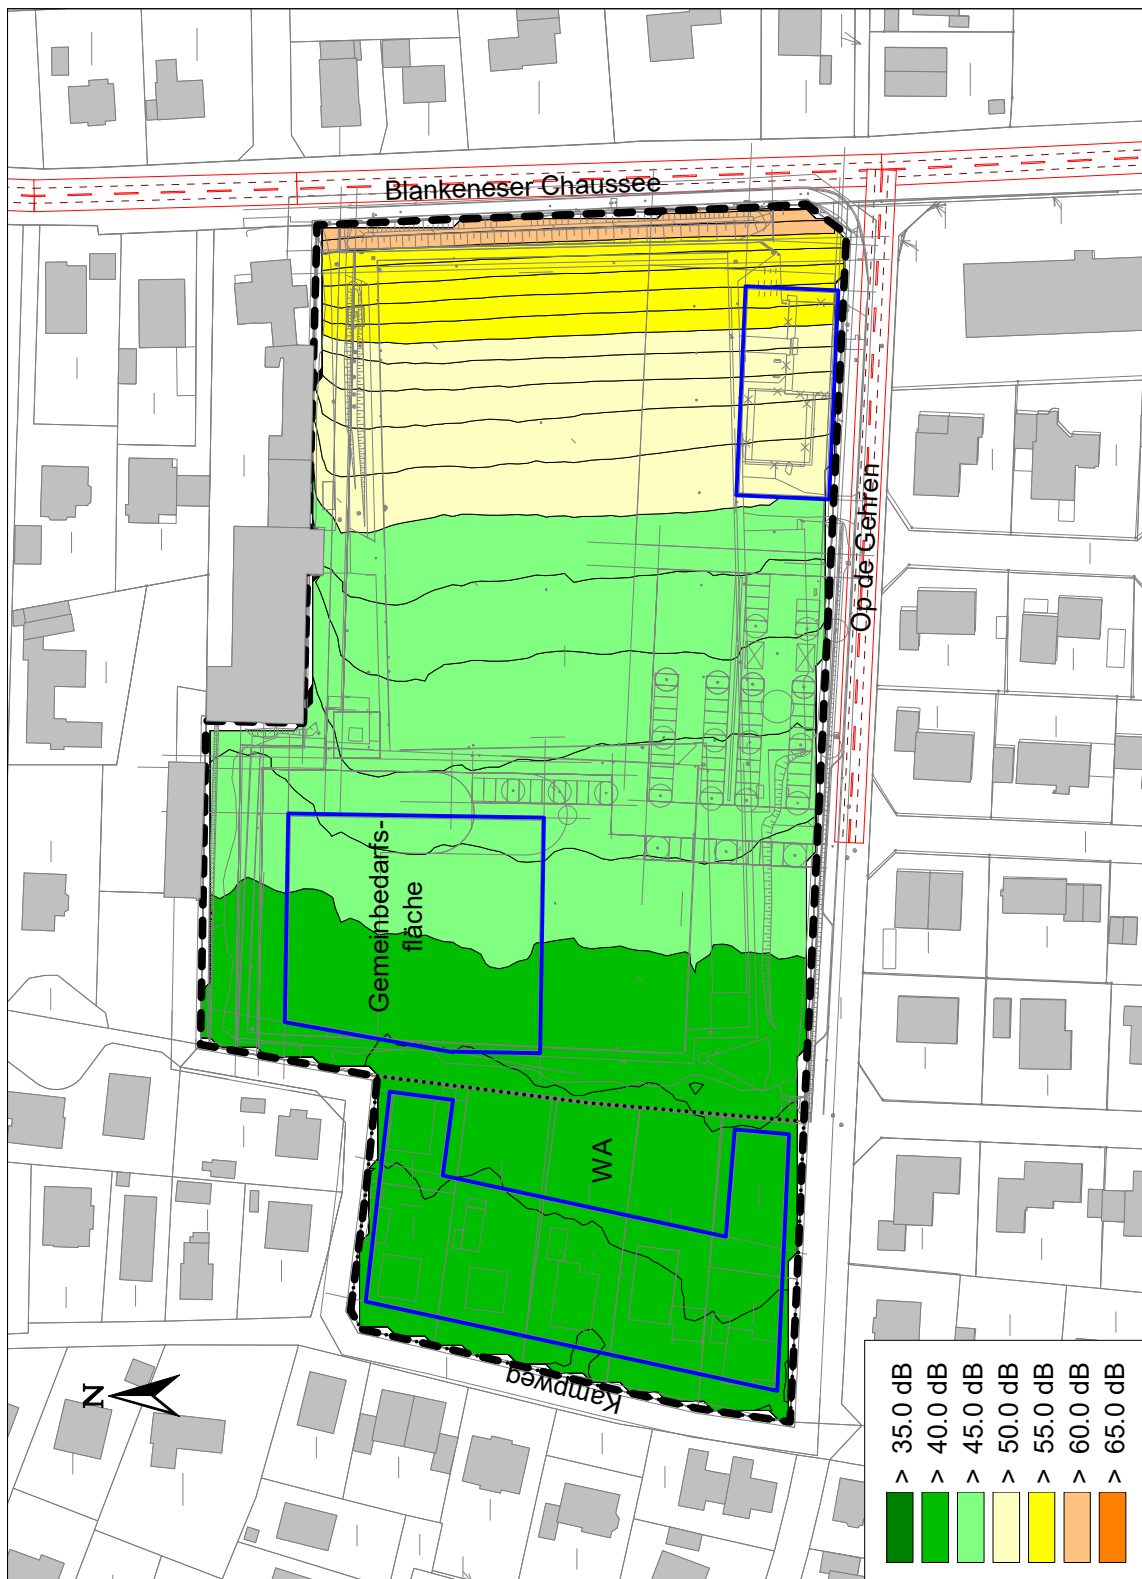 Blankeneser Chaussee
Op de Gehren
Gemeinbedarfs-
fläche
WA
Kampweg
N
> 35.0 dB
> 40.0 dB
> 45.0 dB
> 50.0 dB
> 55.0 dB
> 60.0 dB
> 65.0 dB